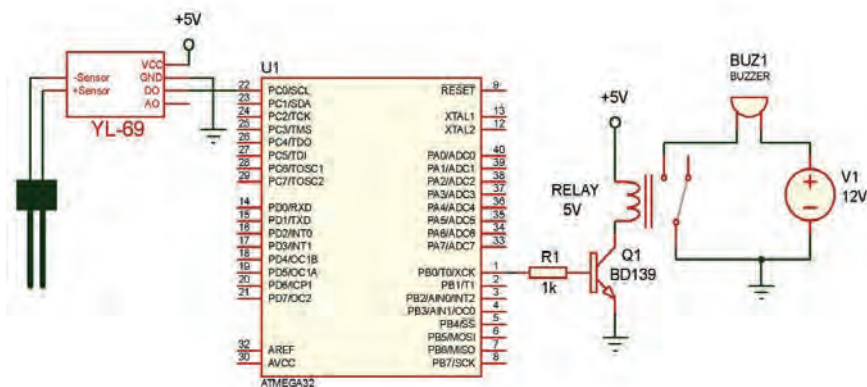 +5V
VCC
GND
DO
AO
-Sensor
+Sensor
YL-69
U1
22 PC0/SCL
23 PC1/SDA
24 PC2/TCK
25 PC3/TMS
26 PC4/TDO
27 PC5/TDI
28 PC6/TOSC1
29 PC7/TOSC2
14 PD0/RXD
15 PD1/TXD
16 PD2/INT0
17 PD3/INT1
18 PD4/OC1B
19 PD5/OC1A
20 PD6/ICP1
21 PD7/OC2
32 AREF
30 AVCC
RESET 9
XTAL1 13
XTAL2 12
PA0/ADC0 40
PA1/ADC1 39
PA2/ADC2 38
PA3/ADC3 37
PA4/ADC4 36
PA5/ADC5 35
PA6/ADC6 34
PA7/ADC7 33
PB0/T0/XCK 1
PB1/T1 2
PB2/AIN0/INT2 3
PB3/AIN1/OC0 4
PB4/SS 5
PB5/MOSI 6
PB6/MISO 7
PB7/SCK 8
ATMEGA32
R1
1k
+5V
RELAY
5V
Q1
BD139
BUZ1
BUZZER
V1
12V